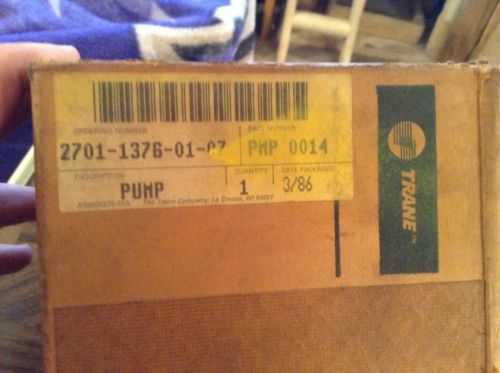 ORDERING NUMBER
PART NUMBER
2701-1376-01-07
PMP 0014
DESCRIPTION
QUANTITY
DATE PACKAGED
PUMP
1
3/86
The Trane Company, La Crosse, WI 54601
TRANE